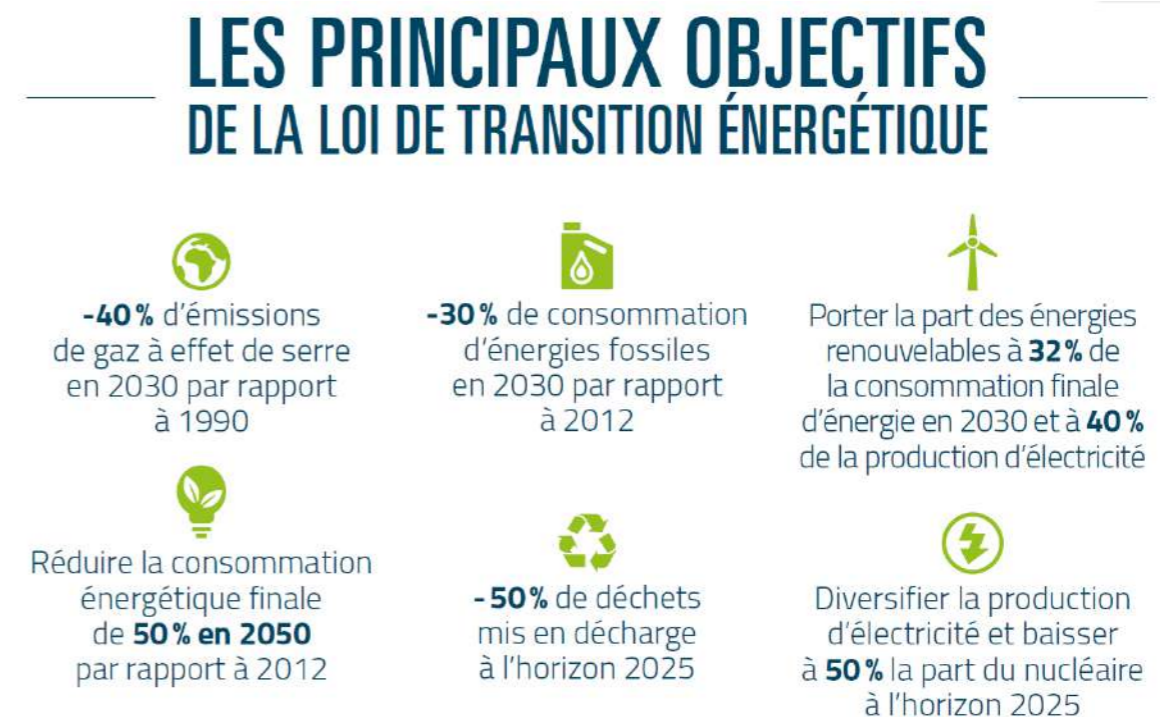 LES PRINCIPAUX OBJECTIFS
DE LA LOI DE TRANSITION ÉNERGÉTIQUE
-40 % d'émissions
de gaz à effet de serre
en 2030 par rapport
à 1990
-30 % de consommation
d'énergies fossiles
en 2030 par rapport
à 2012
Porter la part des énergies
renouvelables à 32 % de
la consommation finale
d'énergie en 2030 et à 40 %
de la production d'électricité
Réduire la consommation
énergétique finale
de 50 % en 2050
par rapport à 2012
- 50 % de déchets
mis en décharge
à l'horizon 2025
Diversifier la production
d'électricité et baisser
à 50 % la part du nucléaire
à l'horizon 2025